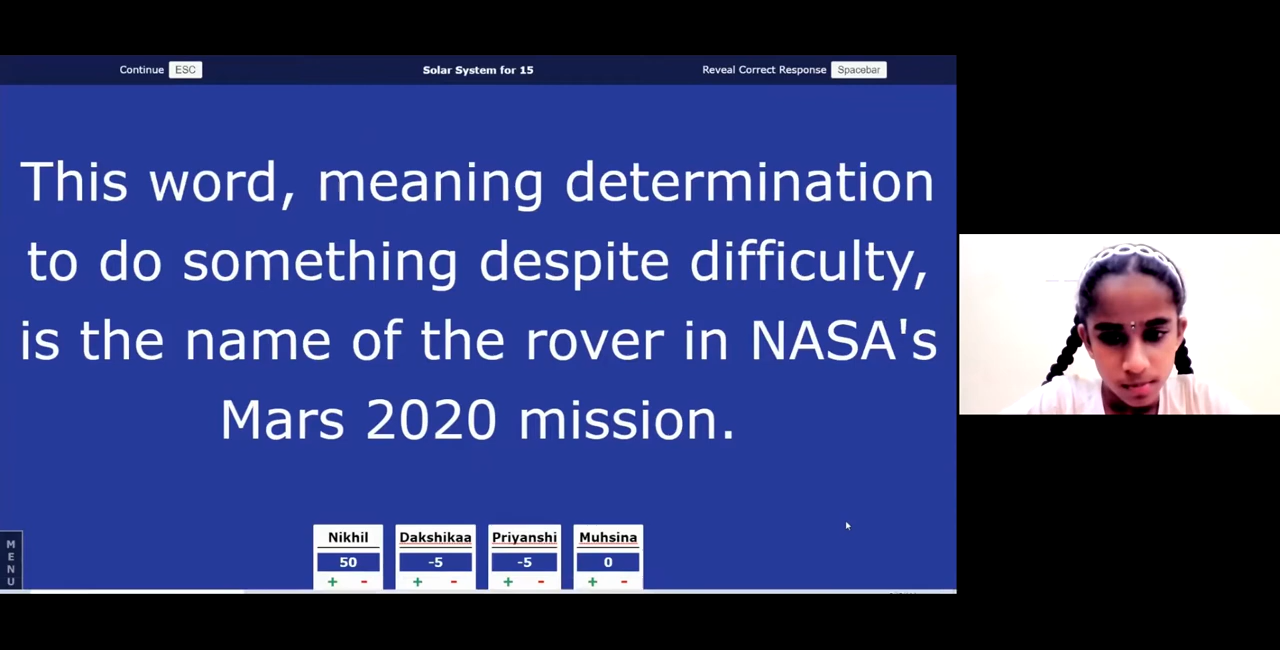 Continue ESC Solar System for 15 Reveal Correct Response Spacebar
This word, meaning determination
to do something despite difficulty,
is the name of the rover in NASA's
Mars 2020 mission.
MENU
Nikhil Dakshikaa Priyanshi Muhsina
50 -5 -5 0
+ - + - + - + -